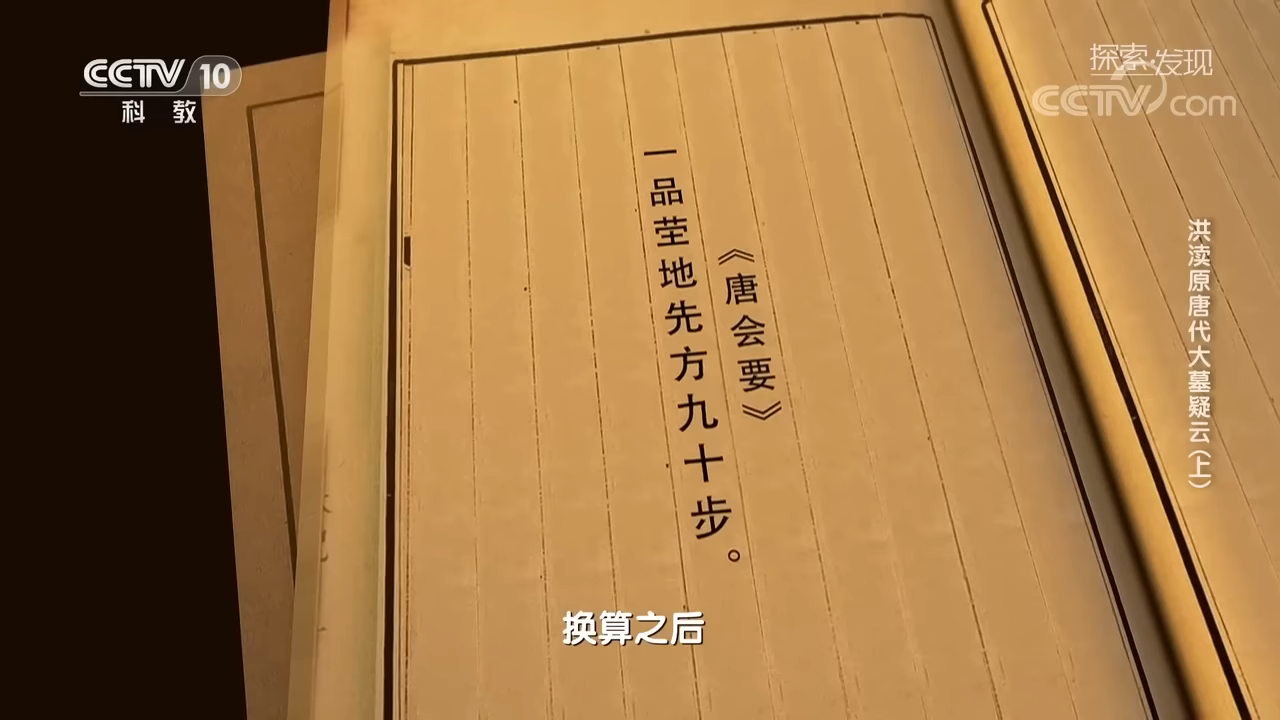 CCTV 10
科教
探索·发现
CCTV.com
《唐会要》
一品茔地先方九十步。
洪渎原唐代大墓疑云(上)
换算之后